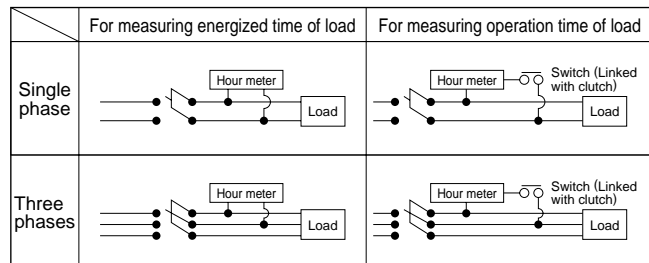 For measuring energized time of load
For measuring operation time of load
Single
phase
Hour meter
Load
Hour meter
Switch (Linked
with clutch)
Load
Three
phases
Hour meter
Load
Hour meter
Switch (Linked
with clutch)
Load